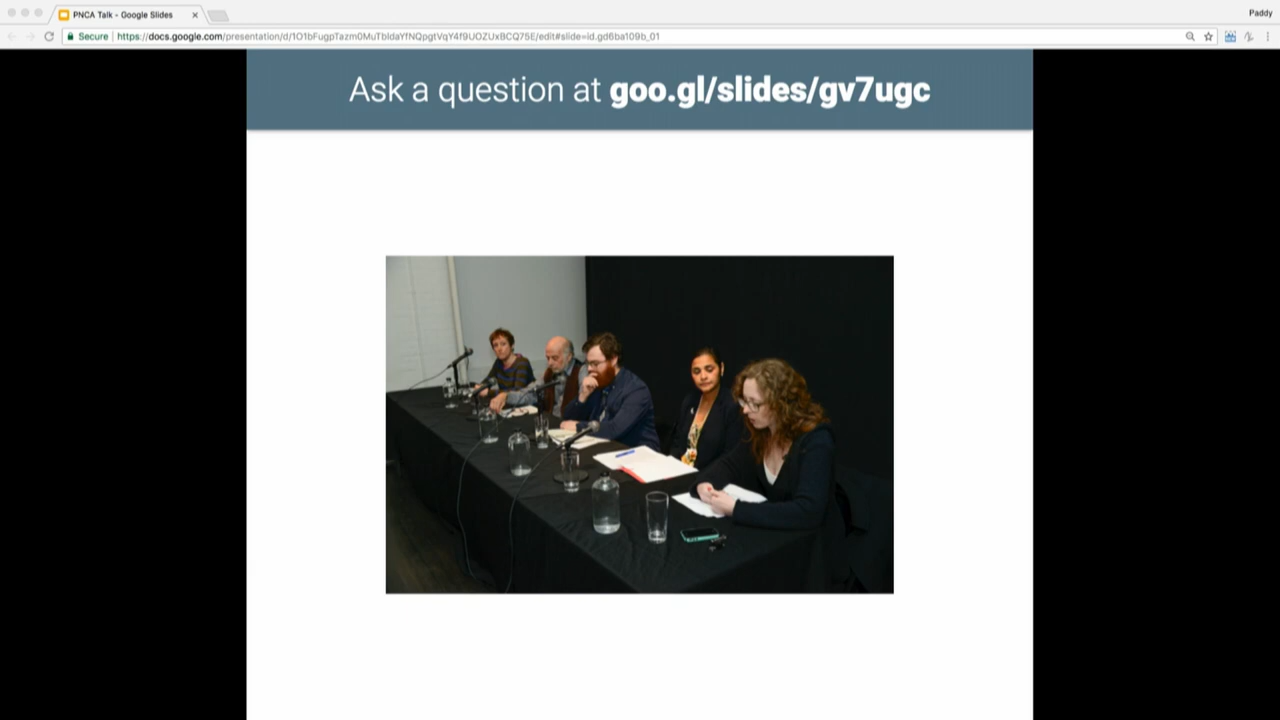 PNCA Talk - Google Slides
Paddy
Secure https://docs.google.com/presentation/d/1O1bFugpTazm0MuTbIdaYfNQpgtVqY4f9UOZUxBCQ75E/edit#slide=id.gd6ba109b_01
Ask a question at goo.gl/slides/gv7ugc